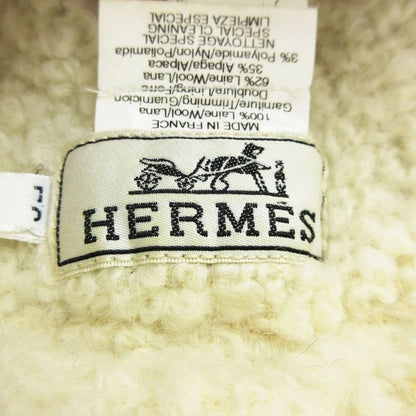 MADE IN FRANCE
100% Laine/Wool/Lana
Garniture/Trimming/Guarnicion
Doublure/Lining/Forro
62% Laine/Wool/Lana
35% Alpaga/Alpaca
3% Polyamide/Nylon/Poliamida
NETTOYAGE SPECIAL
SPECIAL CLEANING
LIMPIEZA ESPECIAL
HERMÈS